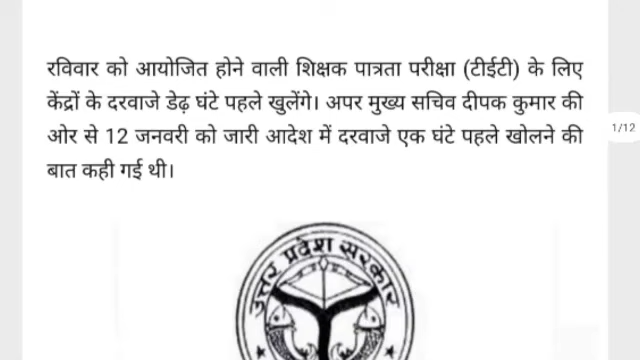 रविवार को आयोजित होने वाली शिक्षक पात्रता परीक्षा (टीईटी) के लिए
केंद्रों के दरवाजे डेढ़ घंटे पहले खुलेंगे। अपर मुख्य सचिव दीपक कुमार की
ओर से 12 जनवरी को जारी आदेश में दरवाजे एक घंटे पहले खोलने की
बात कही गई थी।
1/12
उत्तर प्रदेश सरकार